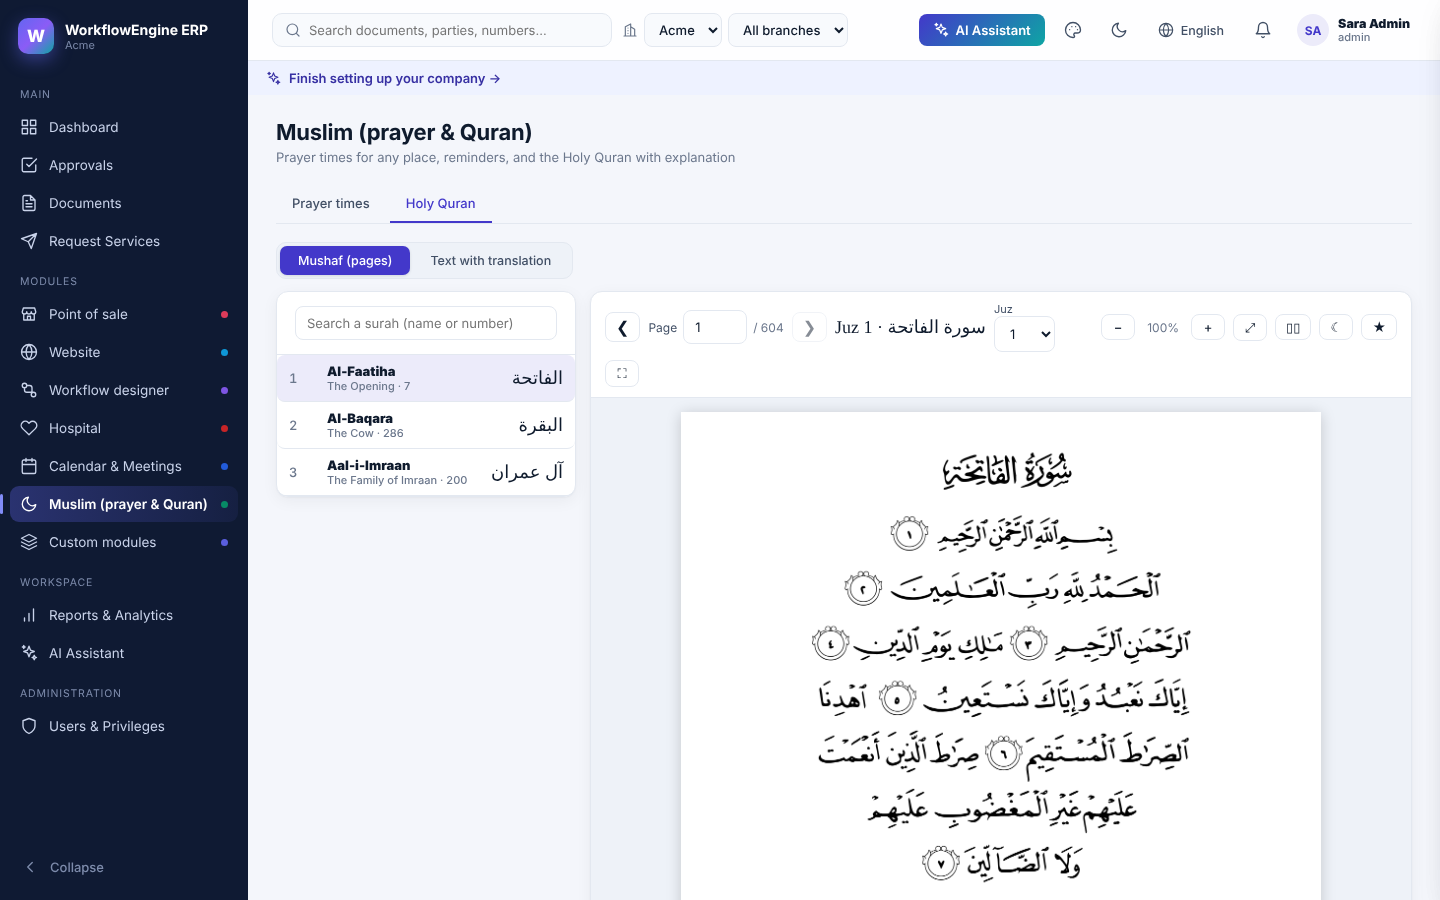 W
WorkflowEngine ERP
Acme
MAIN
Dashboard
Approvals
Documents
Request Services
MODULES
Point of sale
Website
Workflow designer
Hospital
Calendar & Meetings
Muslim (prayer & Quran)
Custom modules
WORKSPACE
Reports & Analytics
AI Assistant
ADMINISTRATION
Users & Privileges
Collapse
Search documents, parties, numbers...
Acme
All branches
AI Assistant
English
SA
Sara Admin
admin
Finish setting up your company →
Muslim (prayer & Quran)
Prayer times for any place, reminders, and the Holy Quran with explanation
Prayer times
Holy Quran
Mushaf (pages)
Text with translation
Search a surah (name or number)
1 Al-Faatiha الفاتحة
The Opening · 7
2 Al-Baqara البقرة
The Cow · 286
3 Aal-i-Imraan آل عمران
The Family of Imraan · 200
❮ Page 1 / 604 ❯
Juz 1 · سورة الفاتحة
Juz
1
− 100% +
سُورَةُ الفَاتِحَةِ
بِسْمِ ٱللَّهِ ٱلرَّحْمَٰنِ ٱلرَّحِيمِ ١
ٱلْحَمْدُ لِلَّهِ رَبِّ ٱلْعَٰلَمِينَ ٢
ٱلرَّحْمَٰنِ ٱلرَّحِيمِ ٣ مَٰلِكِ يَوْمِ ٱلدِّينِ ٤
إِيَّاكَ نَعْبُدُ وَإِيَّاكَ نَسْتَعِينُ ٥ ٱهْدِنَا
ٱلصِّرَٰطَ ٱلْمُسْتَقِيمَ ٦ صِرَٰطَ ٱلَّذِينَ أَنْعَمْتَ
عَلَيْهِمْ غَيْرِ ٱلْمَغْضُوبِ عَلَيْهِمْ
وَلَا ٱلضَّآلِّينَ ٧